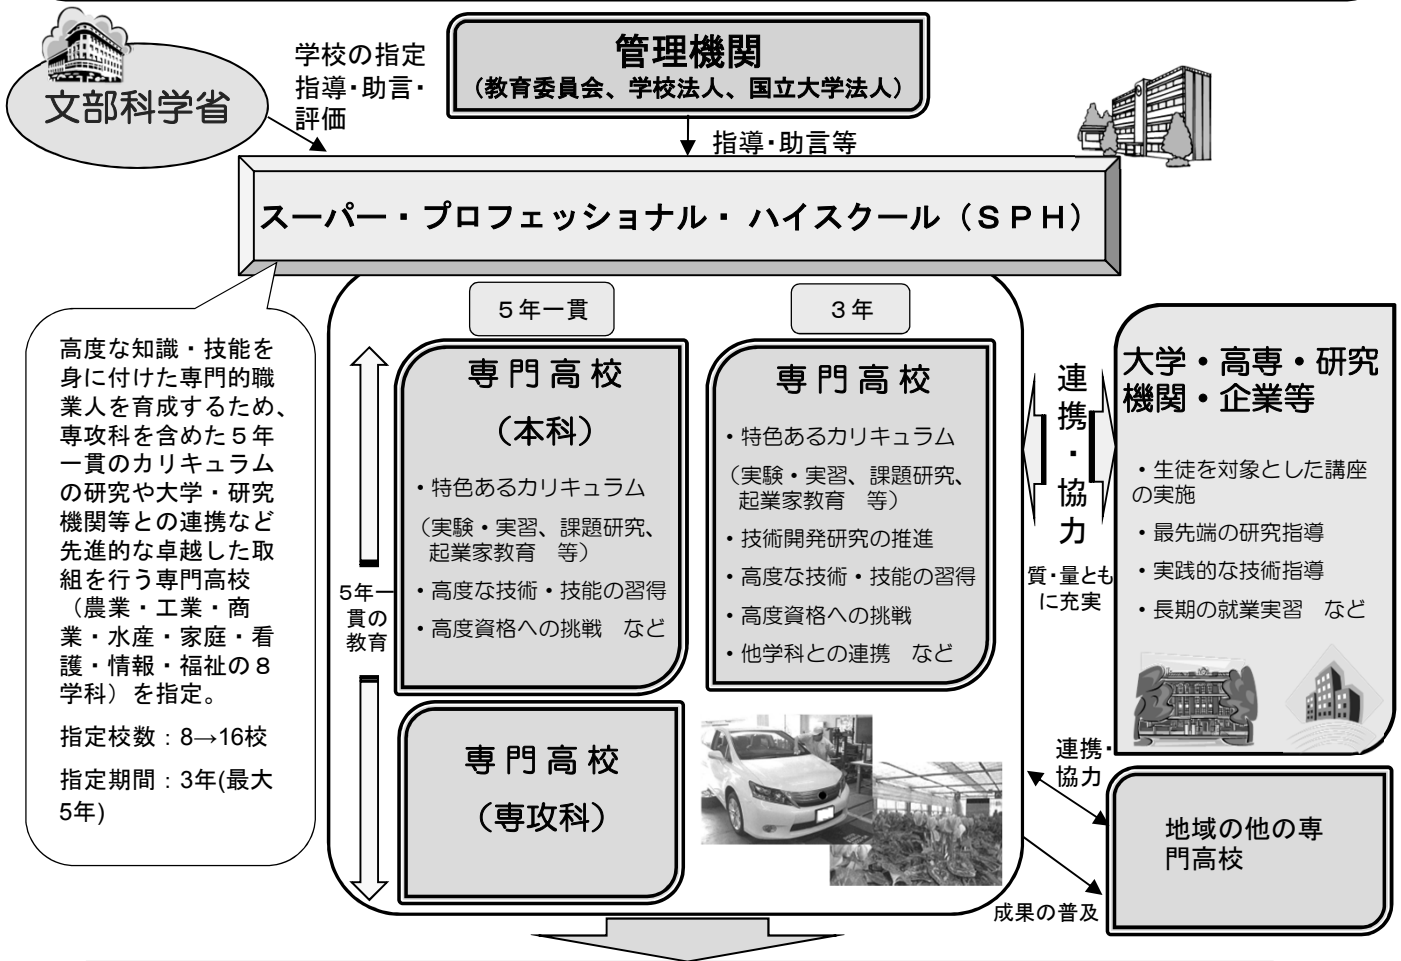 文部科学省
学校の指定
指導・助言・
評価
管理機関
（教育委員会、学校法人、国立大学法人）
指導・助言等
スーパー・プロフェッショナル・ハイスクール（ＳＰＨ）
高度な知識・技能を
身に付けた専門的職
業人を育成するため、
専攻科を含めた５年
一貫のカリキュラム
の研究や大学・研究
機関等との連携など
先進的な卓越した取
組を行う専門高校
（農業・工業・商
業・水産・家庭・看
護・情報・福祉の８
学科）を指定。
指定校数：8→16校
指定期間：3年(最大
5年)
５年一貫
5年一
貫の
教育
専門高校
（本科）
・特色あるカリキュラム
（実験・実習、課題研究、
起業家教育　等）
・高度な技術・技能の習得
・高度資格への挑戦　など
専門高校
（専攻科）
３年
専門高校
・特色あるカリキュラム
（実験・実習、課題研究、
起業家教育　等）
・技術開発研究の推進
・高度な技術・技能の習得
・高度資格への挑戦
・他学科との連携　など
連携・協力
質・量とも
に充実
大学・高専・研究
機関・企業等
・生徒を対象とした講座
の実施
・最先端の研究指導
・実践的な技術指導
・長期の就業実習　など
連携・
協力
成果の普及
地域の他の専
門高校